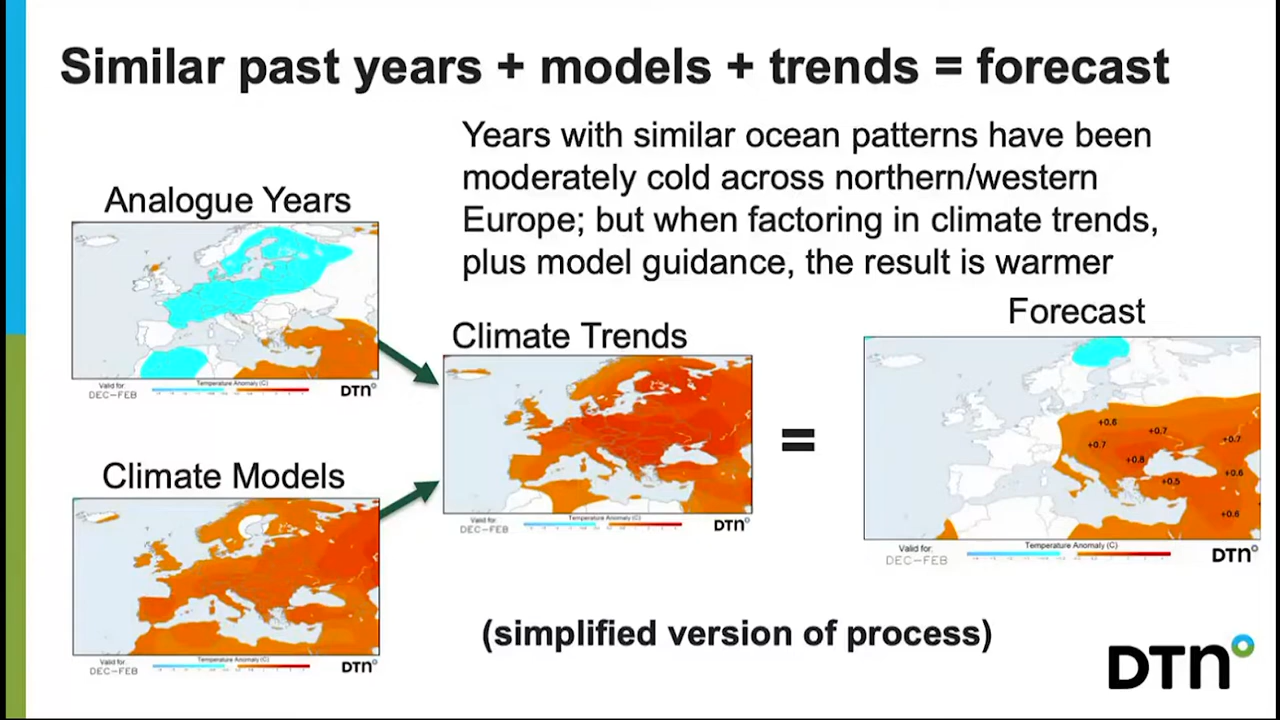 Similar past years + models + trends = forecast
Years with similar ocean patterns have been
moderately cold across northern/western
Europe; but when factoring in climate trends,
plus model guidance, the result is warmer
Analogue Years
Valid for:
DEC-FEB
Temperature Anomaly (C)
DTN
Climate Trends
Valid for:
DEC-FEB
Temperature Anomaly (C)
DTN
Climate Models
Valid for:
DEC-FEB
Temperature Anomaly (C)
DTN
=
Forecast
+0.6
+0.7
+0.7
+0.7
+0.8
+0.6
+0.5
+0.6
Valid for:
DEC-FEB
Temperature Anomaly (C)
DTN
(simplified version of process)
DTN